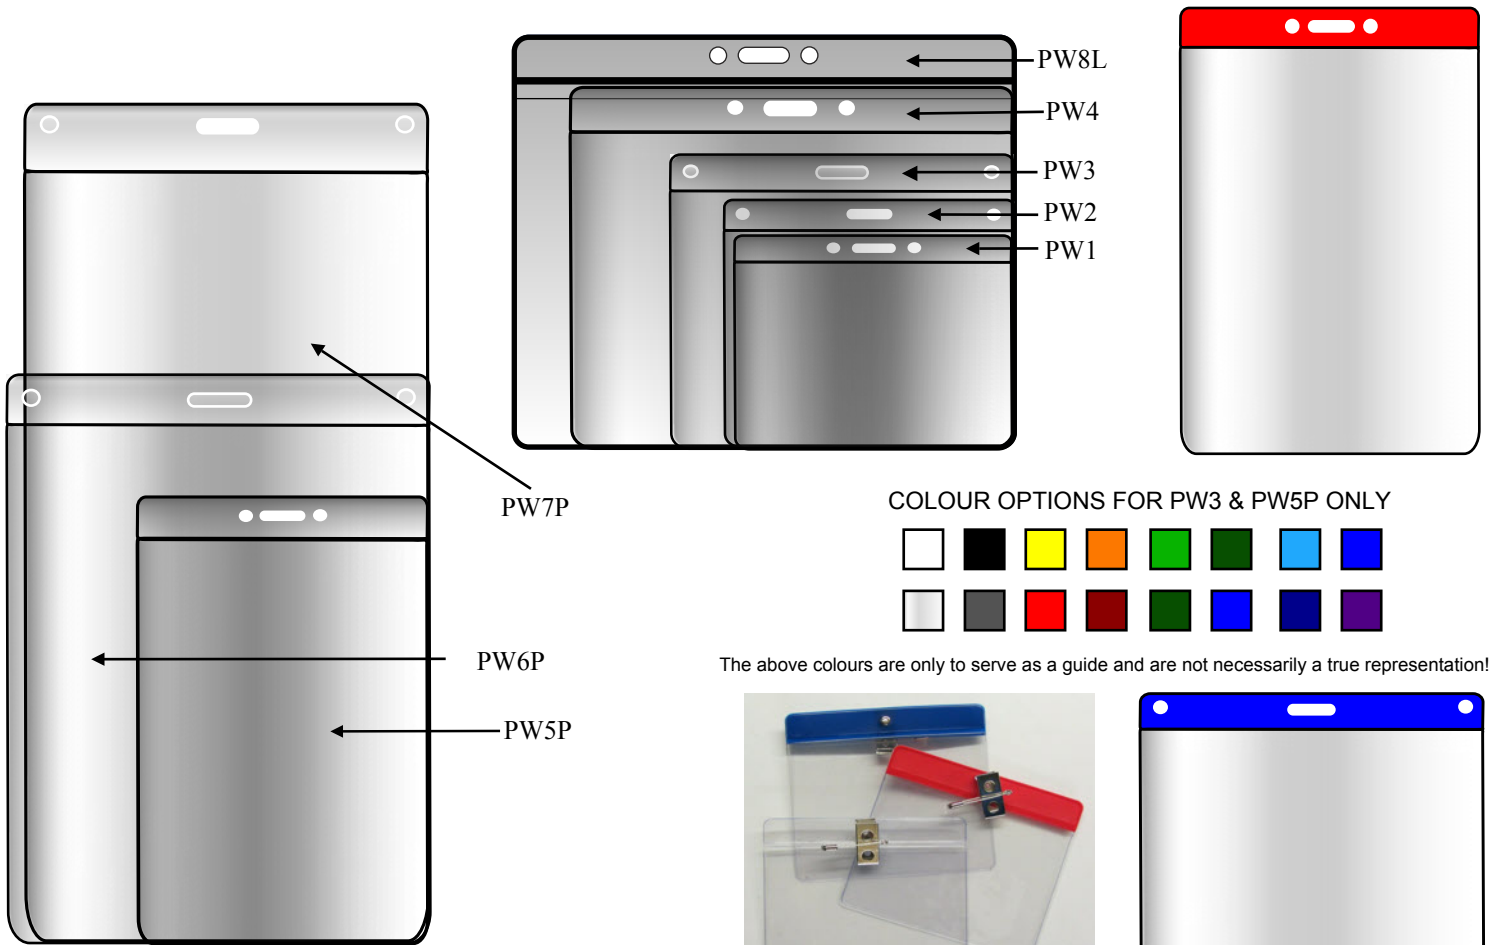 PW8L
PW4
PW3
PW2
PW1
PW7P
COLOUR OPTIONS FOR PW3 & PW5P ONLY
PW6P
The above colours are only to serve as a guide and are not necessarily a true representation!
PW5P